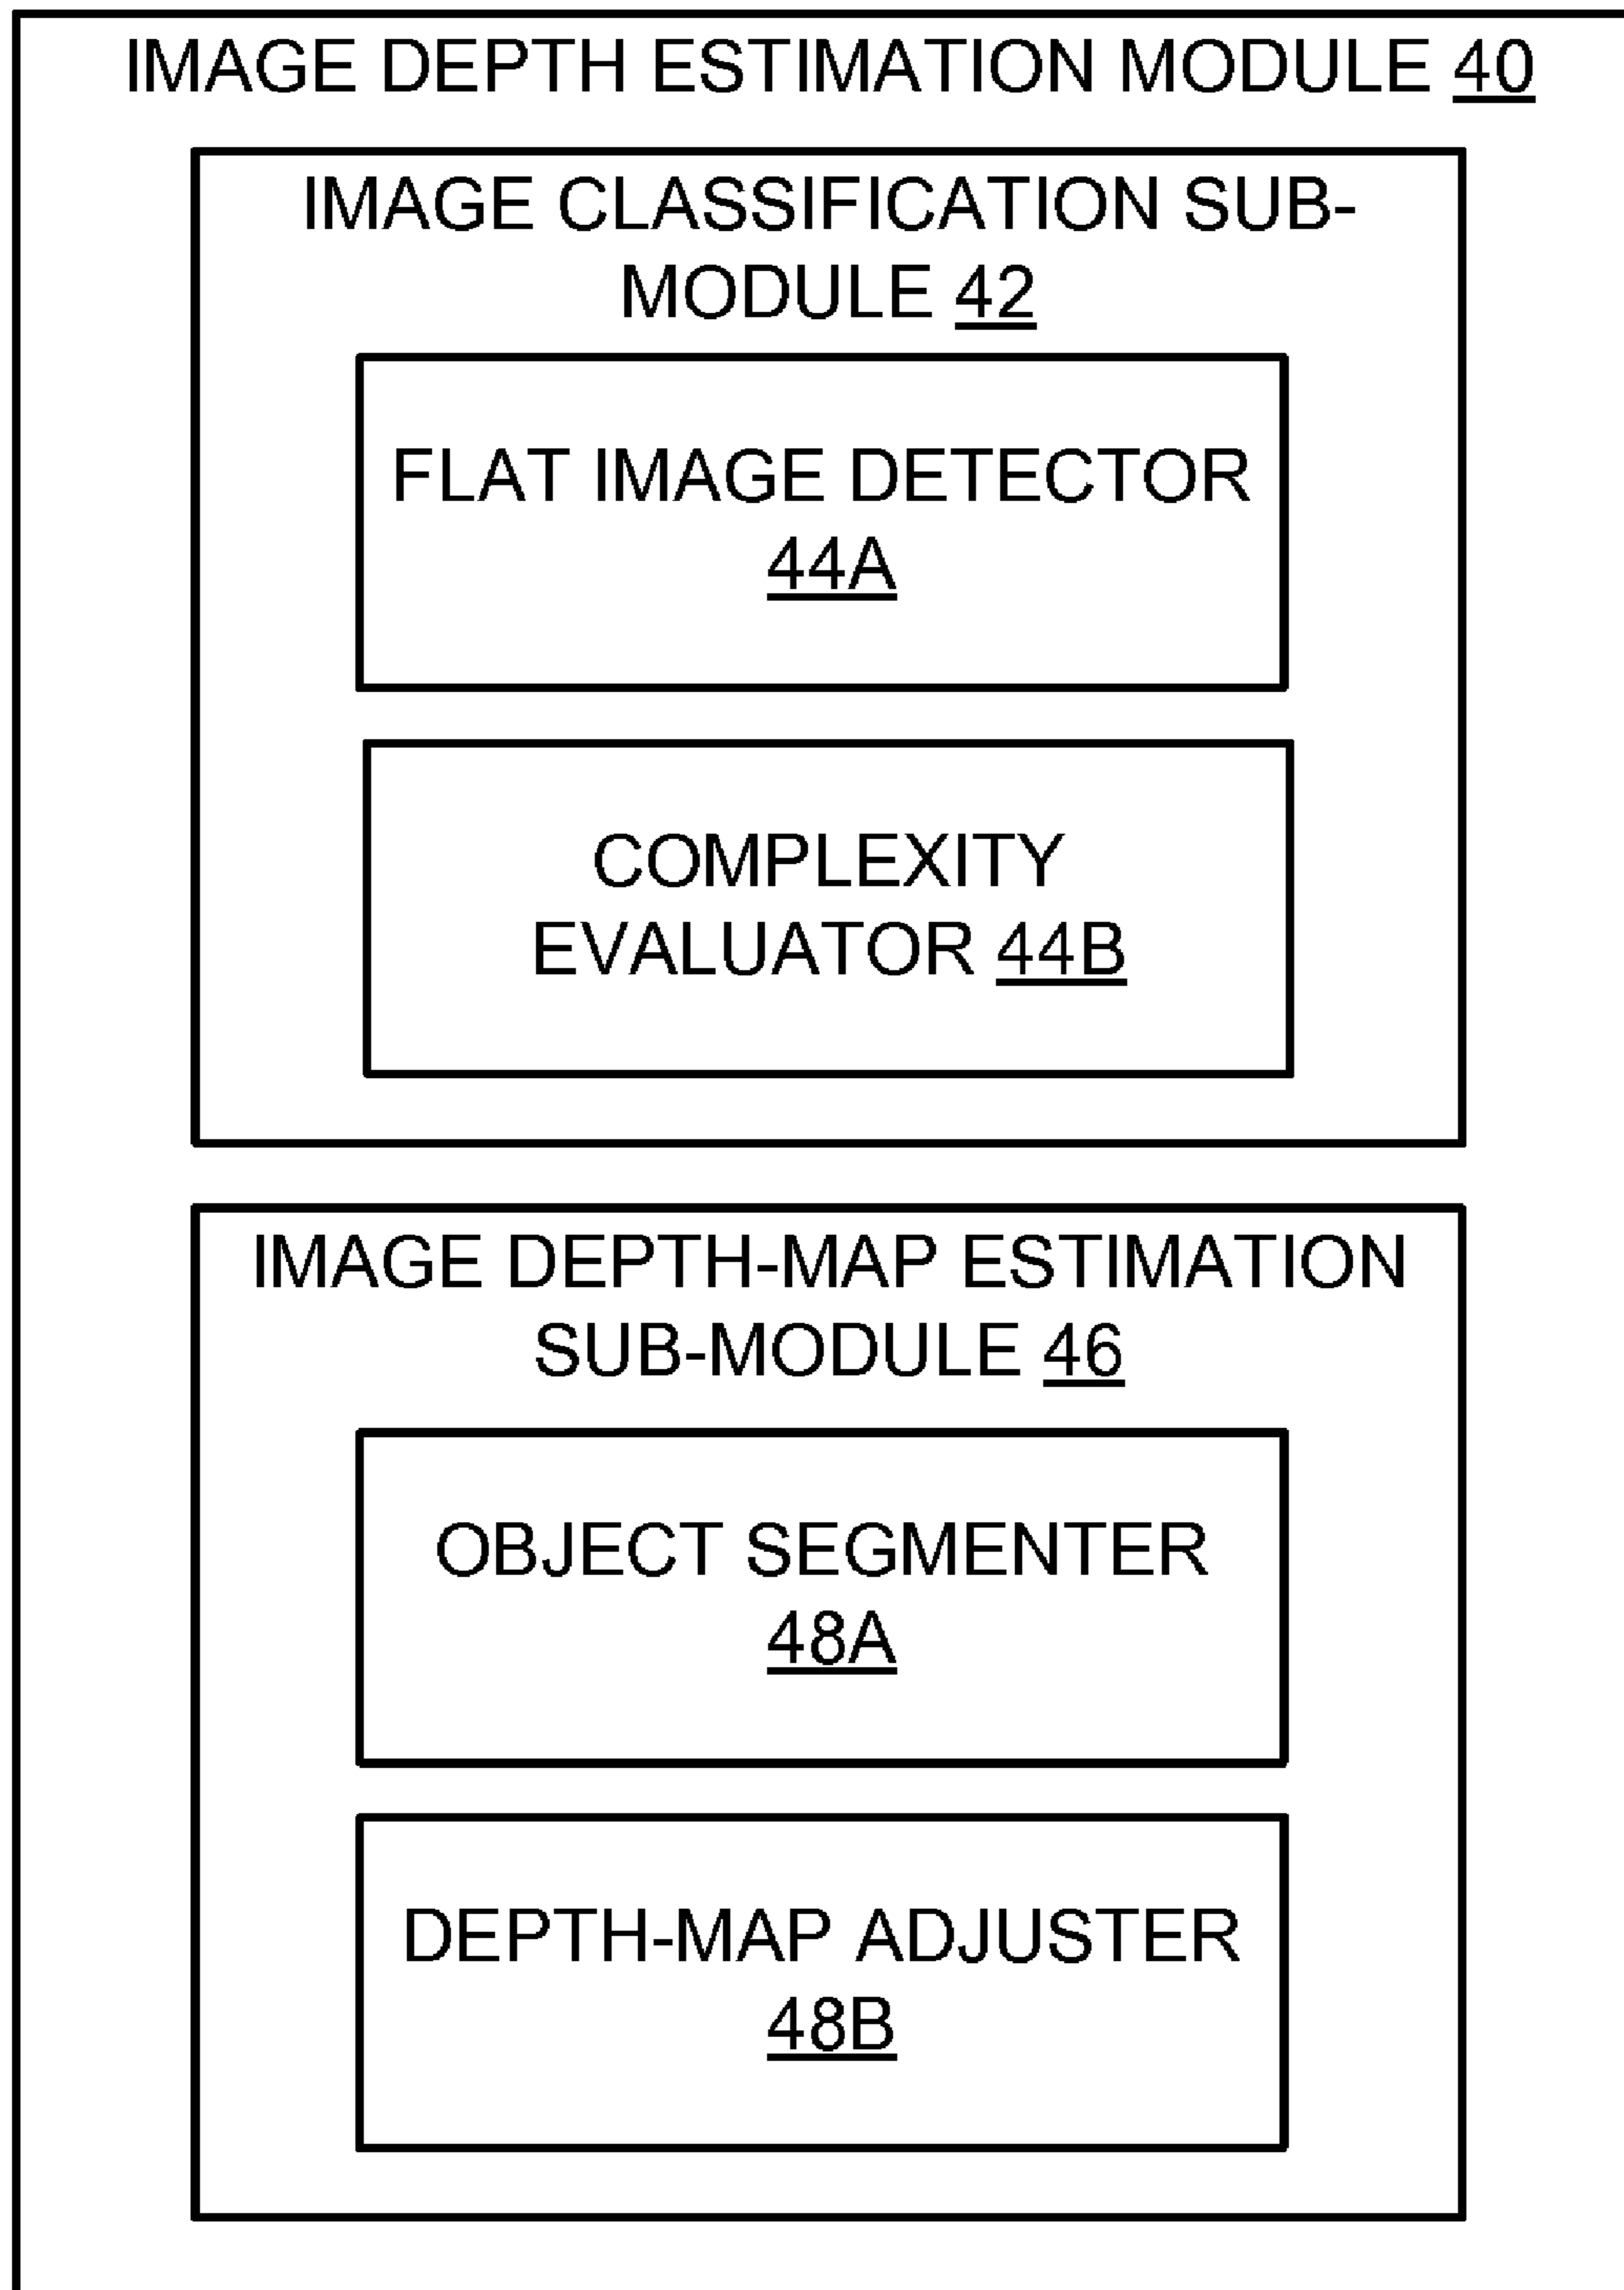 IMAGE DEPTH ESTIMATION MODULE 40
IMAGE CLASSIFICATION SUB-
MODULE 42
FLAT IMAGE DETECTOR
44A
COMPLEXITY
EVALUATOR 44B
IMAGE DEPTH-MAP ESTIMATION
SUB-MODULE 46
OBJECT SEGMENTER
48A
DEPTH-MAP ADJUSTER
48B